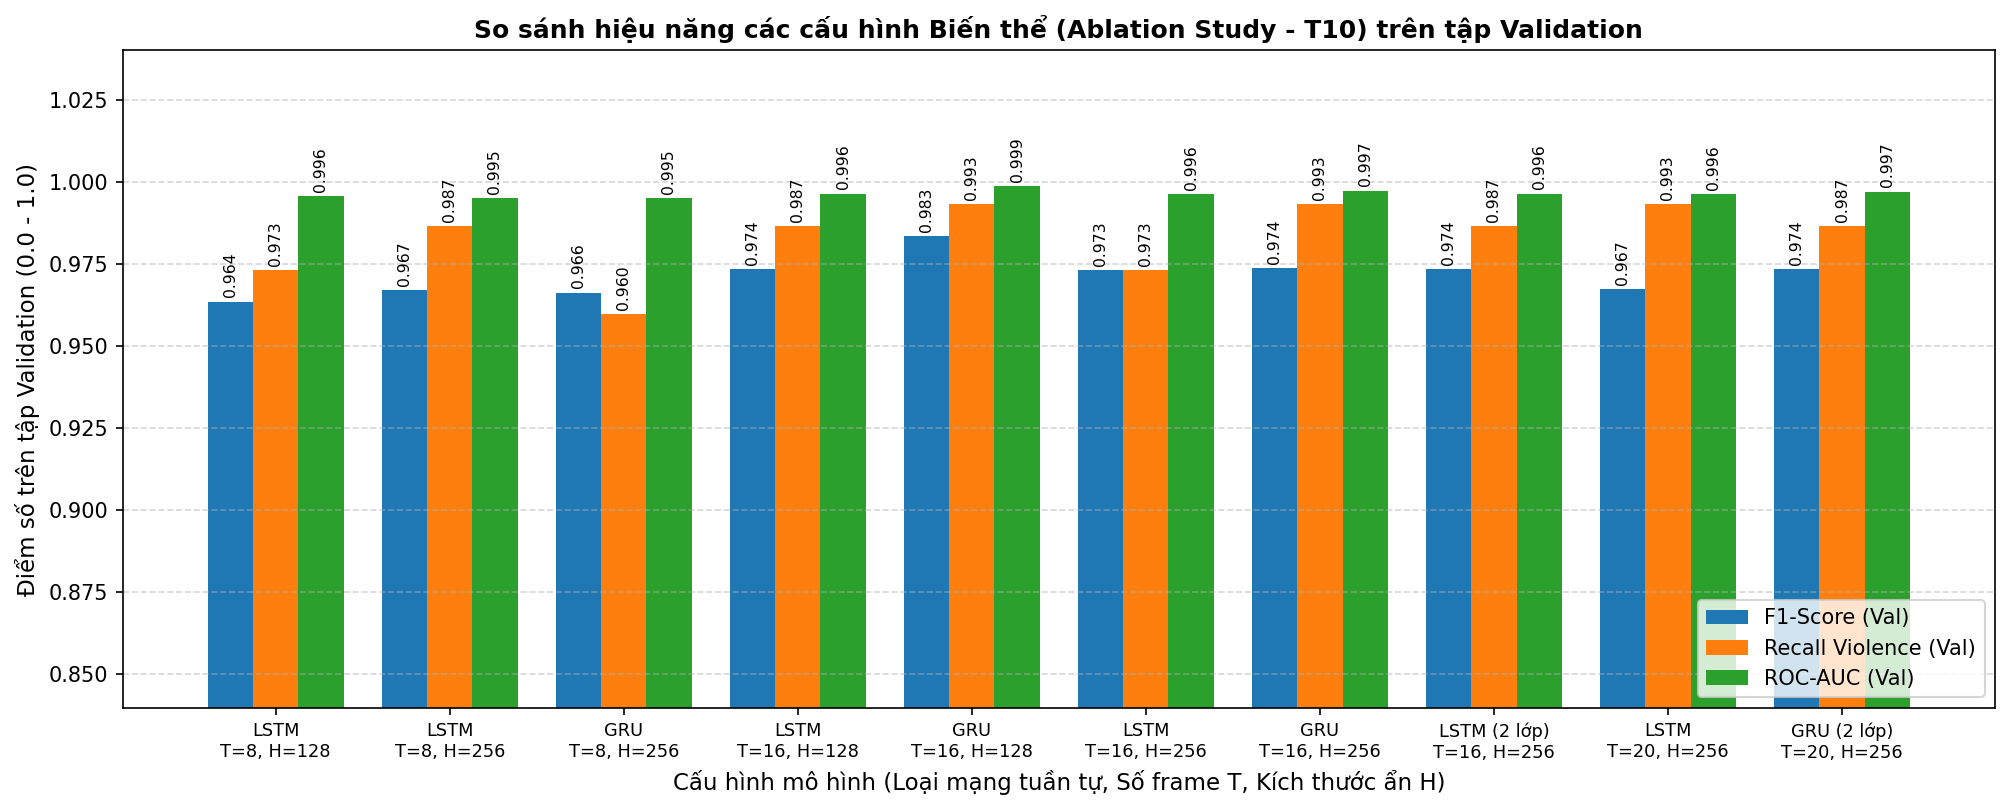 So sánh hiệu năng các cấu hình Biến thể (Ablation Study - T10) trên tập Validation
Điểm số trên tập Validation (0.0 - 1.0)
1.025
1.000
0.975
0.950
0.925
0.900
0.875
0.850
0.964 0.973 0.996
0.967 0.987 0.995
0.966 0.960 0.995
0.974 0.987 0.996
0.983 0.993 0.999
0.973 0.973 0.996
0.974 0.993 0.997
0.974 0.987 0.996
0.967 0.993 0.996
0.974 0.987 0.997
F1-Score (Val)
Recall Violence (Val)
ROC-AUC (Val)
LSTM
T=8, H=128
LSTM
T=8, H=256
GRU
T=8, H=256
LSTM
T=16, H=128
GRU
T=16, H=128
LSTM
T=16, H=256
GRU
T=16, H=256
LSTM (2 lớp)
T=16, H=256
LSTM
T=20, H=256
GRU (2 lớp)
T=20, H=256
Cấu hình mô hình (Loại mạng tuần tự, Số frame T, Kích thước ẩn H)